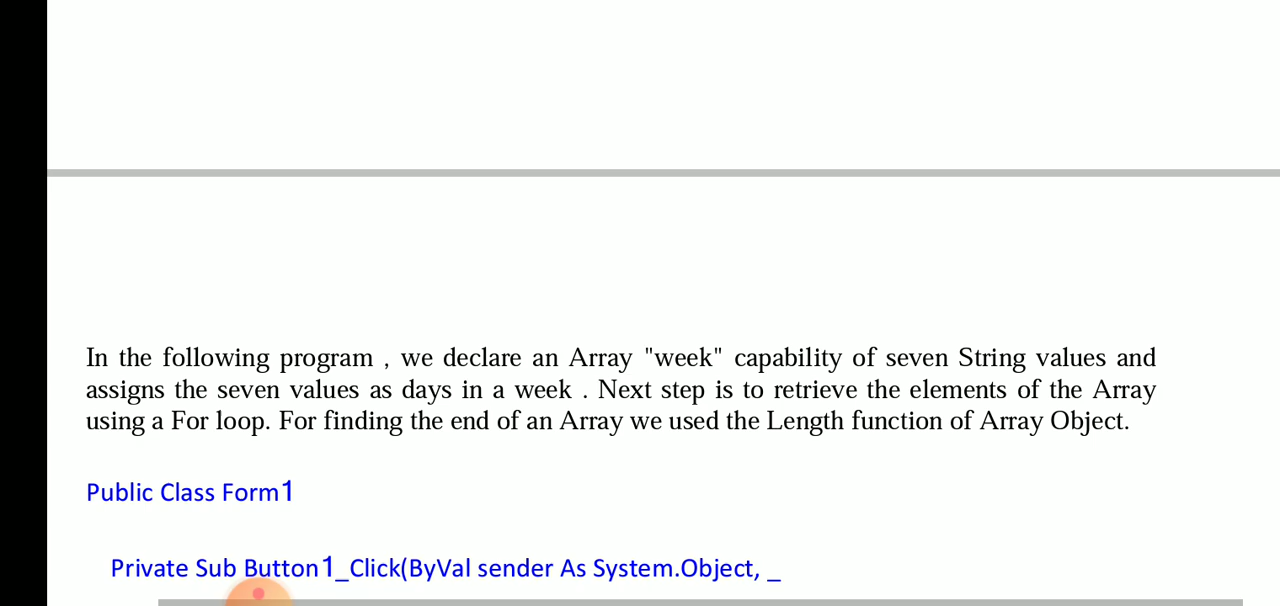 In the following program , we declare an Array "week" capability of seven String values and
assigns the seven values as days in a week . Next step is to retrieve the elements of the Array
using a For loop. For finding the end of an Array we used the Length function of Array Object.
Public Class Form1
Private Sub Button1_Click(ByVal sender As System.Object, _